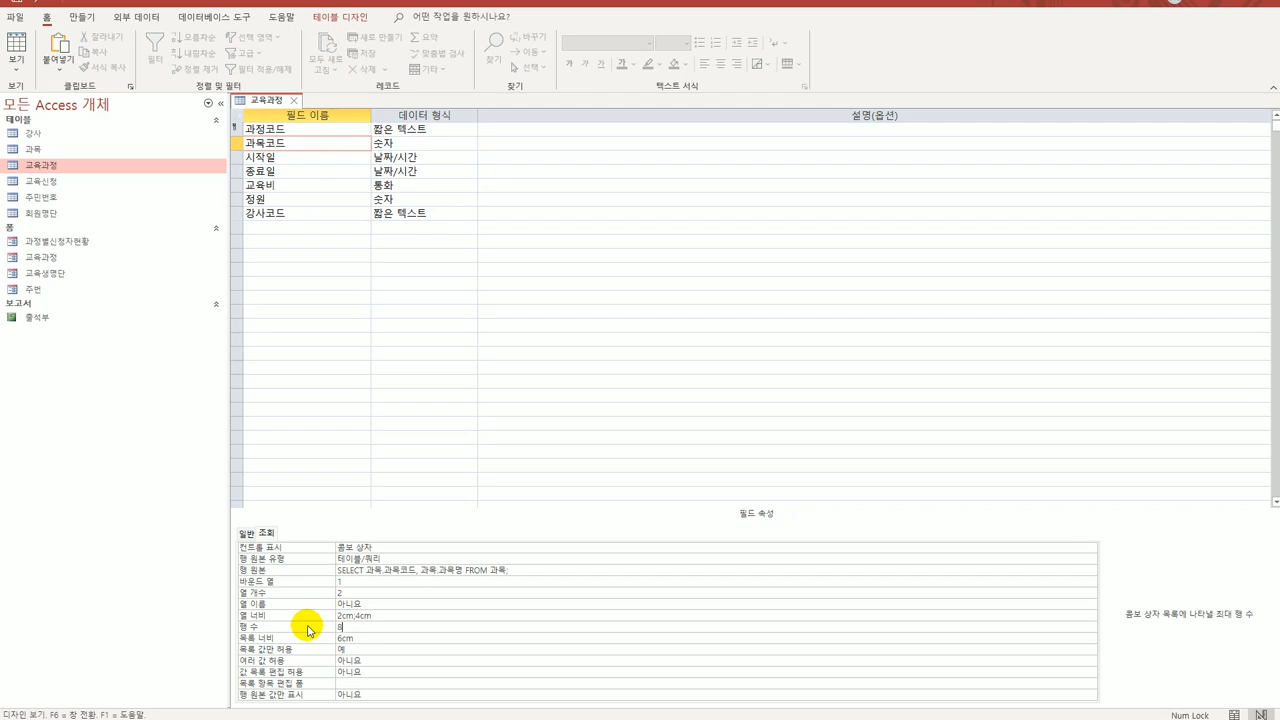 파일 홈 만들기 외부 데이터 데이터베이스 도구 도움말 테이블 디자인 어떤 작업을 원하시나요?
보기
보기
붙여넣기
잘라내기
복사
서식 복사
클립보드
필터
오름차순
내림차순
정렬 제거
선택 영역
고급
필터 적용/해제
정렬 및 필터
모두 새로 고침
새로 만들기
저장
삭제
요약
맞춤법 검사
기타
레코드
찾기
바꾸기
이동
선택
찾기
가 가 가 가
텍스트 서식
모든 Access 개체
테이블
강사
과목
교육과정
교육신청
주민번호
회원명단
폼
과정별신청자현황
교육과정
교육생명단
주번
보고서
출석부
교육과정
필드 이름 데이터 형식 설명(옵션)
과정코드 짧은 텍스트
과목코드 숫자
시작일 날짜/시간
종료일 날짜/시간
교육비 통화
정원 숫자
강사코드 짧은 텍스트
필드 속성
일반 조회
컨트롤 표시 콤보 상자
행 원본 유형 테이블/쿼리
행 원본 SELECT 과목.과목코드, 과목.과목명 FROM 과목;
바운드 열 1
열 개수 2
열 이름 아니요
열 너비 2cm;4cm
행 수 8
목록 너비 6cm
목록 값만 허용 예
여러 값 허용 아니요
값 목록 편집 허용 아니요
목록 항목 편집 폼
행 원본 값만 표시 아니요
콤보 상자 목록에 나타낼 최대 행 수
디자인 보기. F6 = 창 전환. F1 = 도움말. Num Lock